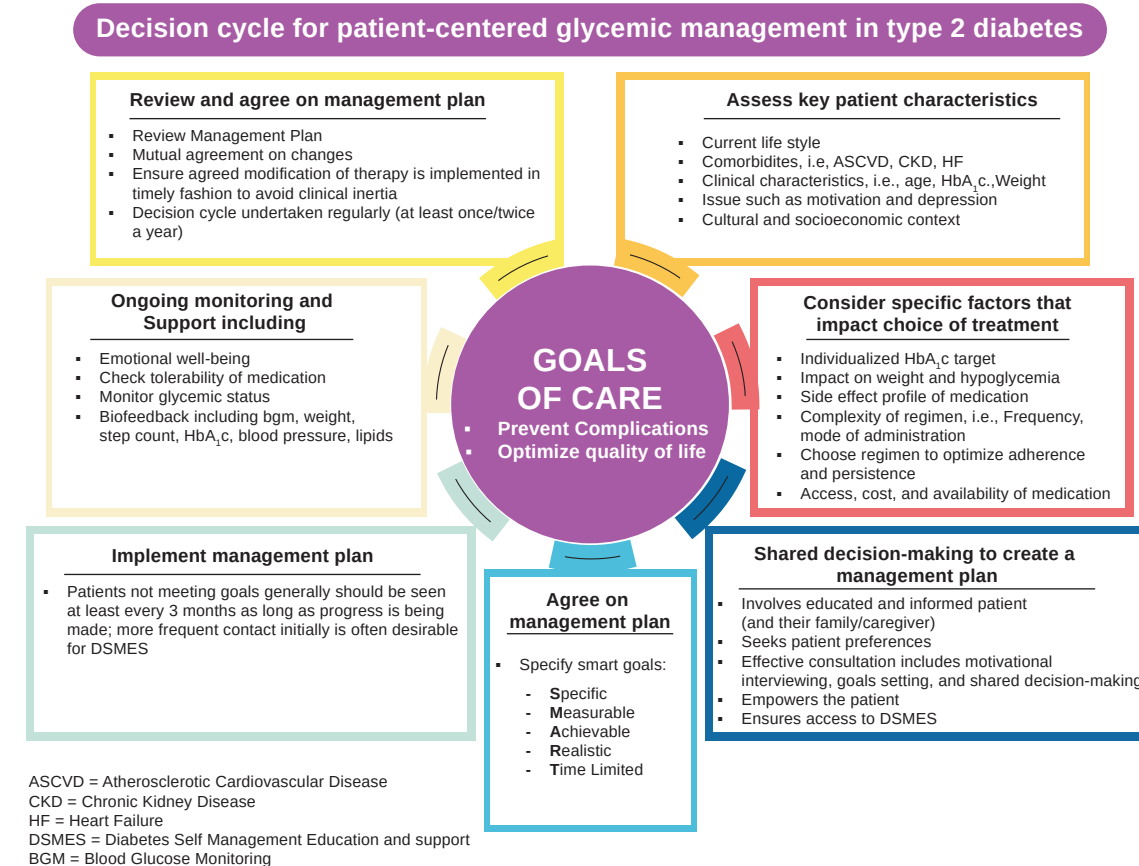 Decision cycle for patient-centered glycemic management in type 2 diabetes
Review and agree on management plan
▪ Review Management Plan
▪ Mutual agreement on changes
▪ Ensure agreed modification of therapy is implemented in
timely fashion to avoid clinical inertia
▪ Decision cycle undertaken regularly (at least once/twice
a year)
Assess key patient characteristics
▪ Current life style
▪ Comorbidites, i.e, ASCVD, CKD, HF
▪ Clinical characteristics, i.e., age, HbA₁c.,Weight
▪ Issue such as motivation and depression
▪ Cultural and socioeconomic context
Ongoing monitoring and
Support including
▪ Emotional well-being
▪ Check tolerability of medication
▪ Monitor glycemic status
▪ Biofeedback including bgm, weight,
step count, HbA₁c, blood pressure, lipids
GOALS
OF CARE
▪ Prevent Complications
▪ Optimize quality of life
Consider specific factors that
impact choice of treatment
▪ Individualized HbA₁c target
▪ Impact on weight and hypoglycemia
▪ Side effect profile of medication
▪ Complexity of regimen, i.e., Frequency,
mode of administration
▪ Choose regimen to optimize adherence
and persistence
▪ Access, cost, and availability of medication
Implement management plan
▪ Patients not meeting goals generally should be seen
at least every 3 months as long as progress is being
made; more frequent contact initially is often desirable
for DSMES
Agree on
management plan
▪ Specify smart goals:
- Specific
- Measurable
- Achievable
- Realistic
- Time Limited
Shared decision-making to create a
management plan
▪ Involves educated and informed patient
(and their family/caregiver)
▪ Seeks patient preferences
▪ Effective consultation includes motivational
interviewing, goals setting, and shared decision-making
▪ Empowers the patient
▪ Ensures access to DSMES
ASCVD = Atherosclerotic Cardiovascular Disease
CKD = Chronic Kidney Disease
HF = Heart Failure
DSMES = Diabetes Self Management Education and support
BGM = Blood Glucose Monitoring